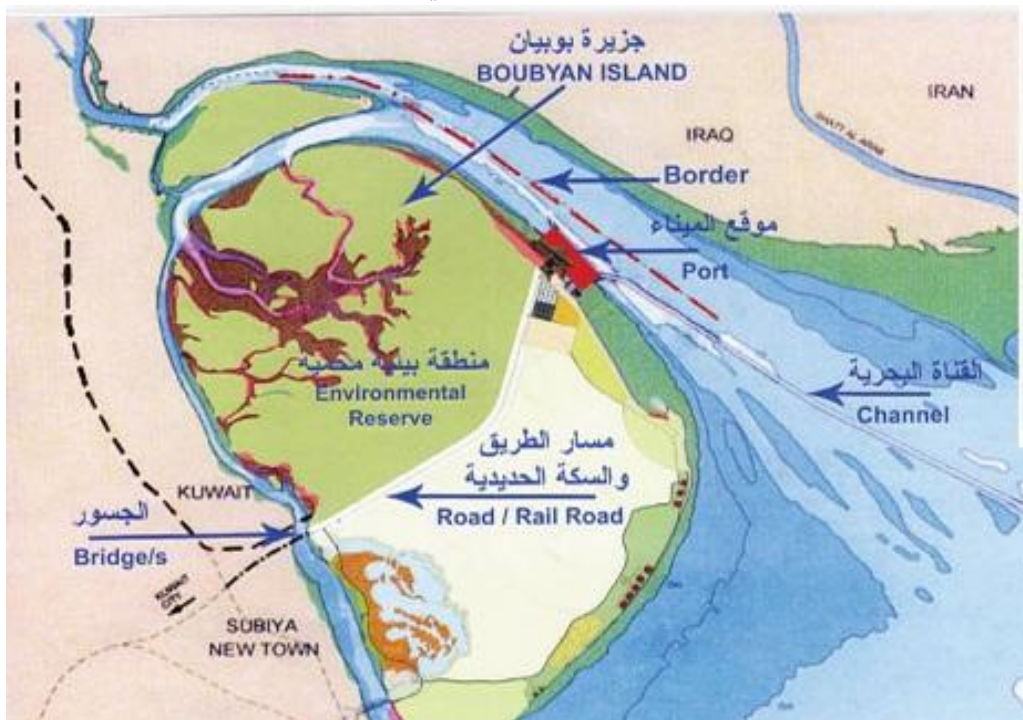 جزيرة بوبيان
BOUBYAN ISLAND
IRAN
SHATT AL ARAB
IRAQ
Border
موقع الميناء
Port
القناة البحرية
Channel
منطقة بيئية محمية
Environmental
Reserve
مسار الطريق
والسكة الحديدية
Road / Rail Road
KUWAIT
الجسور
Bridge/s
KUWAIT
CITY
SUBIYA
NEW TOWN